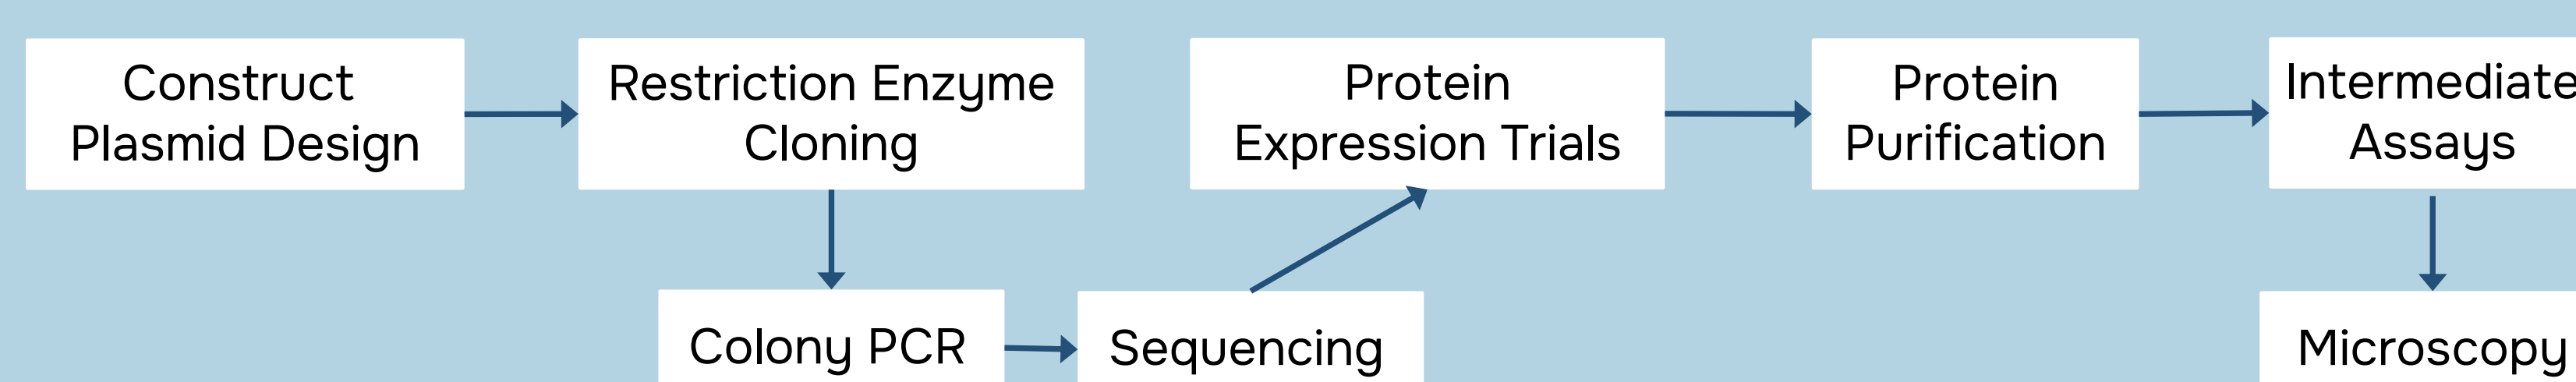 Construct
Plasmid Design
Restriction Enzyme
Cloning
Colony PCR
Sequencing
Protein
Expression Trials
Protein
Purification
Intermediate
Assays
Microscopy